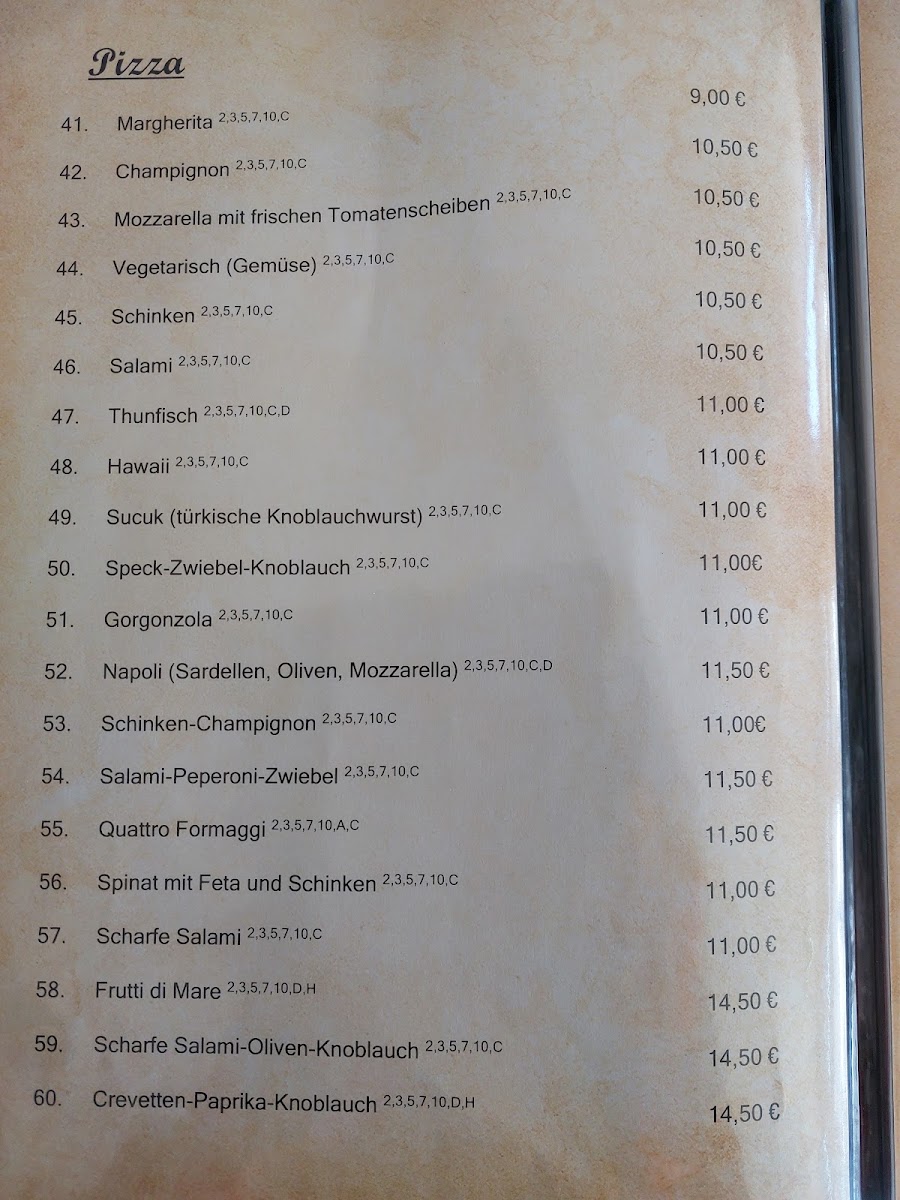 Pizza
41. Margherita 2,3,5,7,10,C 9,00 €
42. Champignon 2,3,5,7,10,C 10,50 €
43. Mozzarella mit frischen Tomatenscheiben 2,3,5,7,10,C 10,50 €
44. Vegetarisch (Gemüse) 2,3,5,7,10,C 10,50 €
45. Schinken 2,3,5,7,10,C 10,50 €
46. Salami 2,3,5,7,10,C 10,50 €
47. Thunfisch 2,3,5,7,10,C,D 11,00 €
48. Hawaii 2,3,5,7,10,C 11,00 €
49. Sucuk (türkische Knoblauchwurst) 2,3,5,7,10,C 11,00 €
50. Speck-Zwiebel-Knoblauch 2,3,5,7,10,C 11,00€
51. Gorgonzola 2,3,5,7,10,C 11,00 €
52. Napoli (Sardellen, Oliven, Mozzarella) 2,3,5,7,10,C,D 11,50 €
53. Schinken-Champignon 2,3,5,7,10,C 11,00€
54. Salami-Peperoni-Zwiebel 2,3,5,7,10,C 11,50 €
55. Quattro Formaggi 2,3,5,7,10,A,C 11,50 €
56. Spinat mit Feta und Schinken 2,3,5,7,10,C 11,00 €
57. Scharfe Salami 2,3,5,7,10,C 11,00 €
58. Frutti di Mare 2,3,5,7,10,D,H 14,50 €
59. Scharfe Salami-Oliven-Knoblauch 2,3,5,7,10,C 14,50 €
60. Crevetten-Paprika-Knoblauch 2,3,5,7,10,D,H 14,50 €